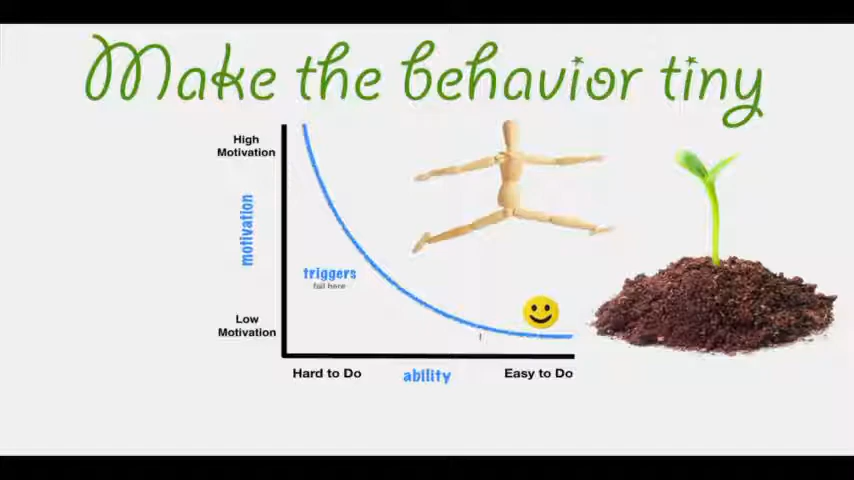 Make the behavior tiny
High
Motivation
motivation
triggers
fail here
Low
Motivation
Hard to Do
ability
Easy to Do